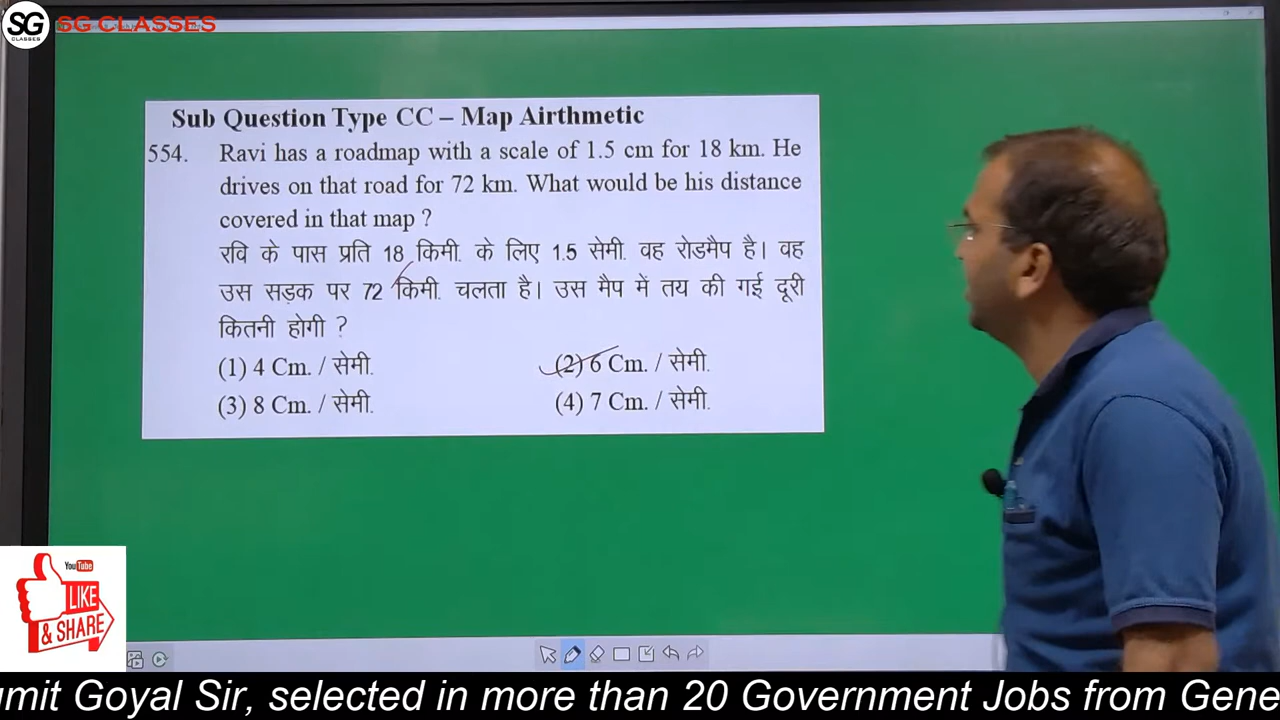 SG
CLASSES
SG CLASSES
Sub Question Type CC – Map Airthmetic
554. Ravi has a roadmap with a scale of 1.5 cm for 18 km. He
drives on that road for 72 km. What would be his distance
covered in that map ?
रवि के पास प्रति 18 किमी. के लिए 1.5 सेमी. वह रोडमैप है। वह
उस सड़क पर 72 किमी. चलता है। उस मैप में तय की गई दूरी
कितनी होगी ?
(1) 4 Cm. / सेमी.
(2) 6 Cm. / सेमी.
(3) 8 Cm. / सेमी.
(4) 7 Cm. / सेमी.
YouTube
LIKE
& SHARE
umit Goyal Sir, selected in more than 20 Government Jobs from Gene